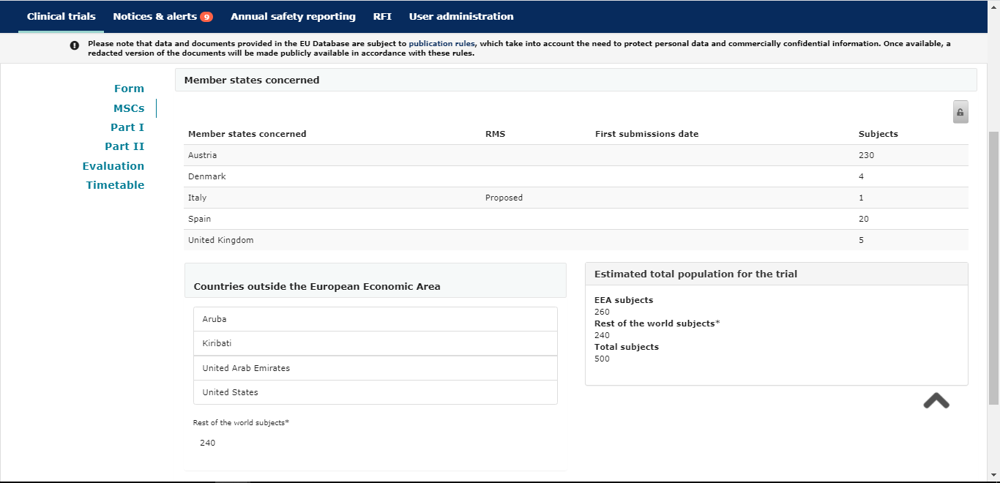 Clinical trials Notices & alerts 9 Annual safety reporting RFI User administration
Please note that data and documents provided in the EU Database are subject to publication rules, which take into account the need to protect personal data and commercially confidential information. Once available, a
redacted version of the documents will be made publicly available in accordance with these rules.
Form
MSCs
Part I
Part II
Evaluation
Timetable
Member states concerned
Member states concerned RMS First submissions date Subjects
Austria 230
Denmark 4
Italy Proposed 1
Spain 20
United Kingdom 5
Countries outside the European Economic Area
Aruba
Kiribati
United Arab Emirates
United States
Rest of the world subjects*
240
Estimated total population for the trial
EEA subjects
260
Rest of the world subjects*
240
Total subjects
500